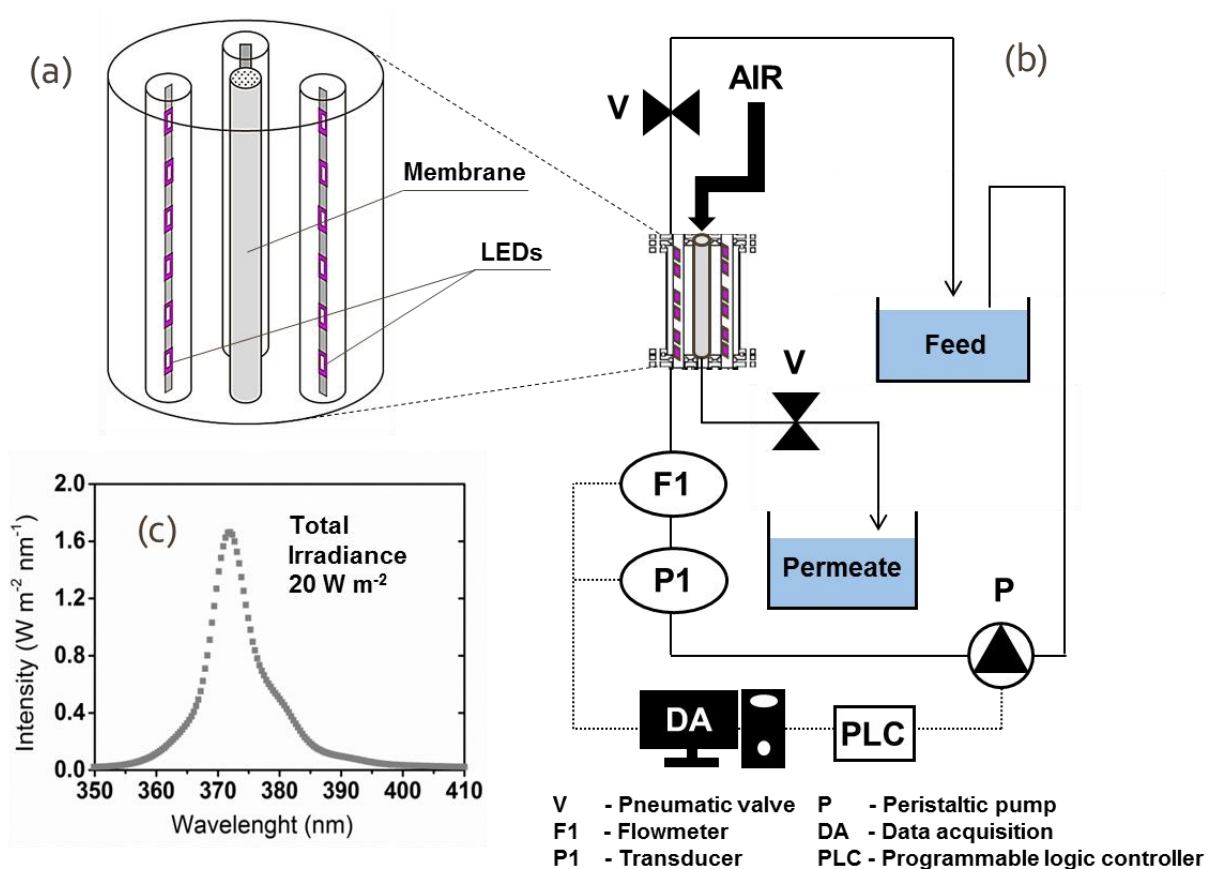 (a)
Membrane
LEDs
(b)
V
AIR
Feed
V
F1
P1
Permeate
P
DA
PLC
(c)
Total
Irradiance
20 W m⁻²
Intensity (W m⁻² nm⁻¹)
2.0
1.6
1.2
0.8
0.4
0.0
350 360 370 380 390 400 410
Wavelenght (nm)
V - Pneumatic valve
F1 - Flowmeter
P1 - Transducer
P - Peristaltic pump
DA - Data acquisition
PLC - Programmable logic controller